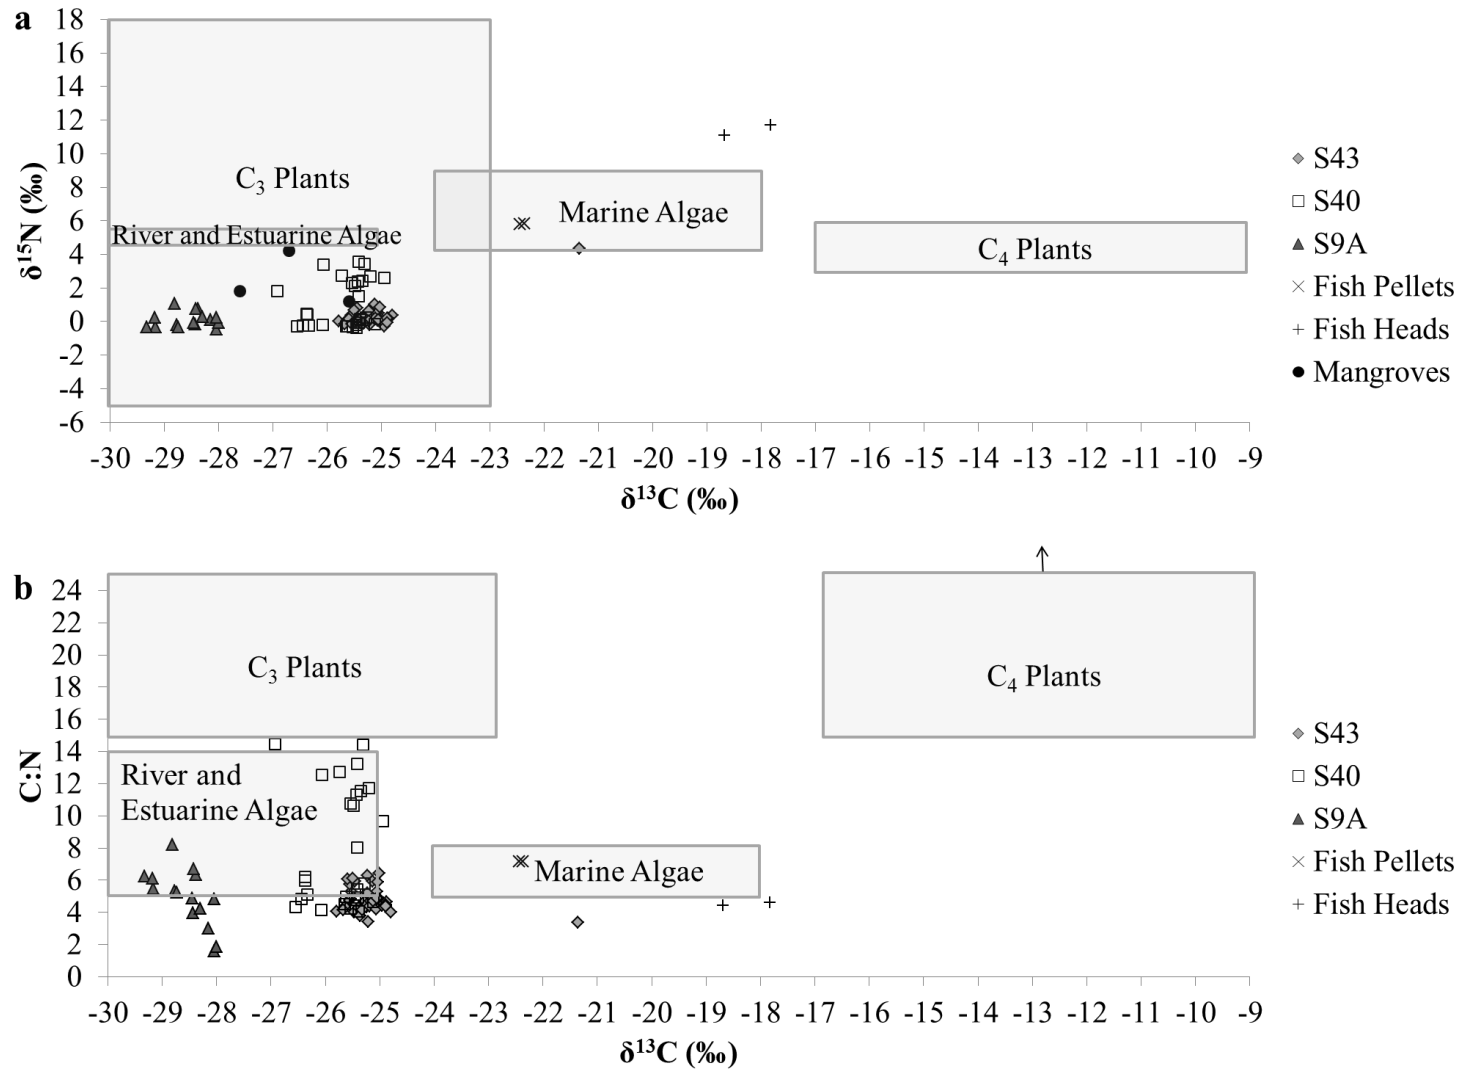 a
18
16
14
12
10
8
6
4
2
0
-2
-4
-6
δ¹⁵N (‰)
C₃ Plants
River and Estuarine Algae
Marine Algae
C₄ Plants
S43
S40
S9A
Fish Pellets
Fish Heads
Mangroves
-30 -29 -28 -27 -26 -25 -24 -23 -22 -21 -20 -19 -18 -17 -16 -15 -14 -13 -12 -11 -10 -9
δ¹³C (‰)
b
24
22
20
18
16
14
12
10
8
6
4
2
0
C:N
C₃ Plants
C₄ Plants
River and
Estuarine Algae
Marine Algae
S43
S40
S9A
Fish Pellets
Fish Heads
-30 -29 -28 -27 -26 -25 -24 -23 -22 -21 -20 -19 -18 -17 -16 -15 -14 -13 -12 -11 -10 -9
δ¹³C (‰)